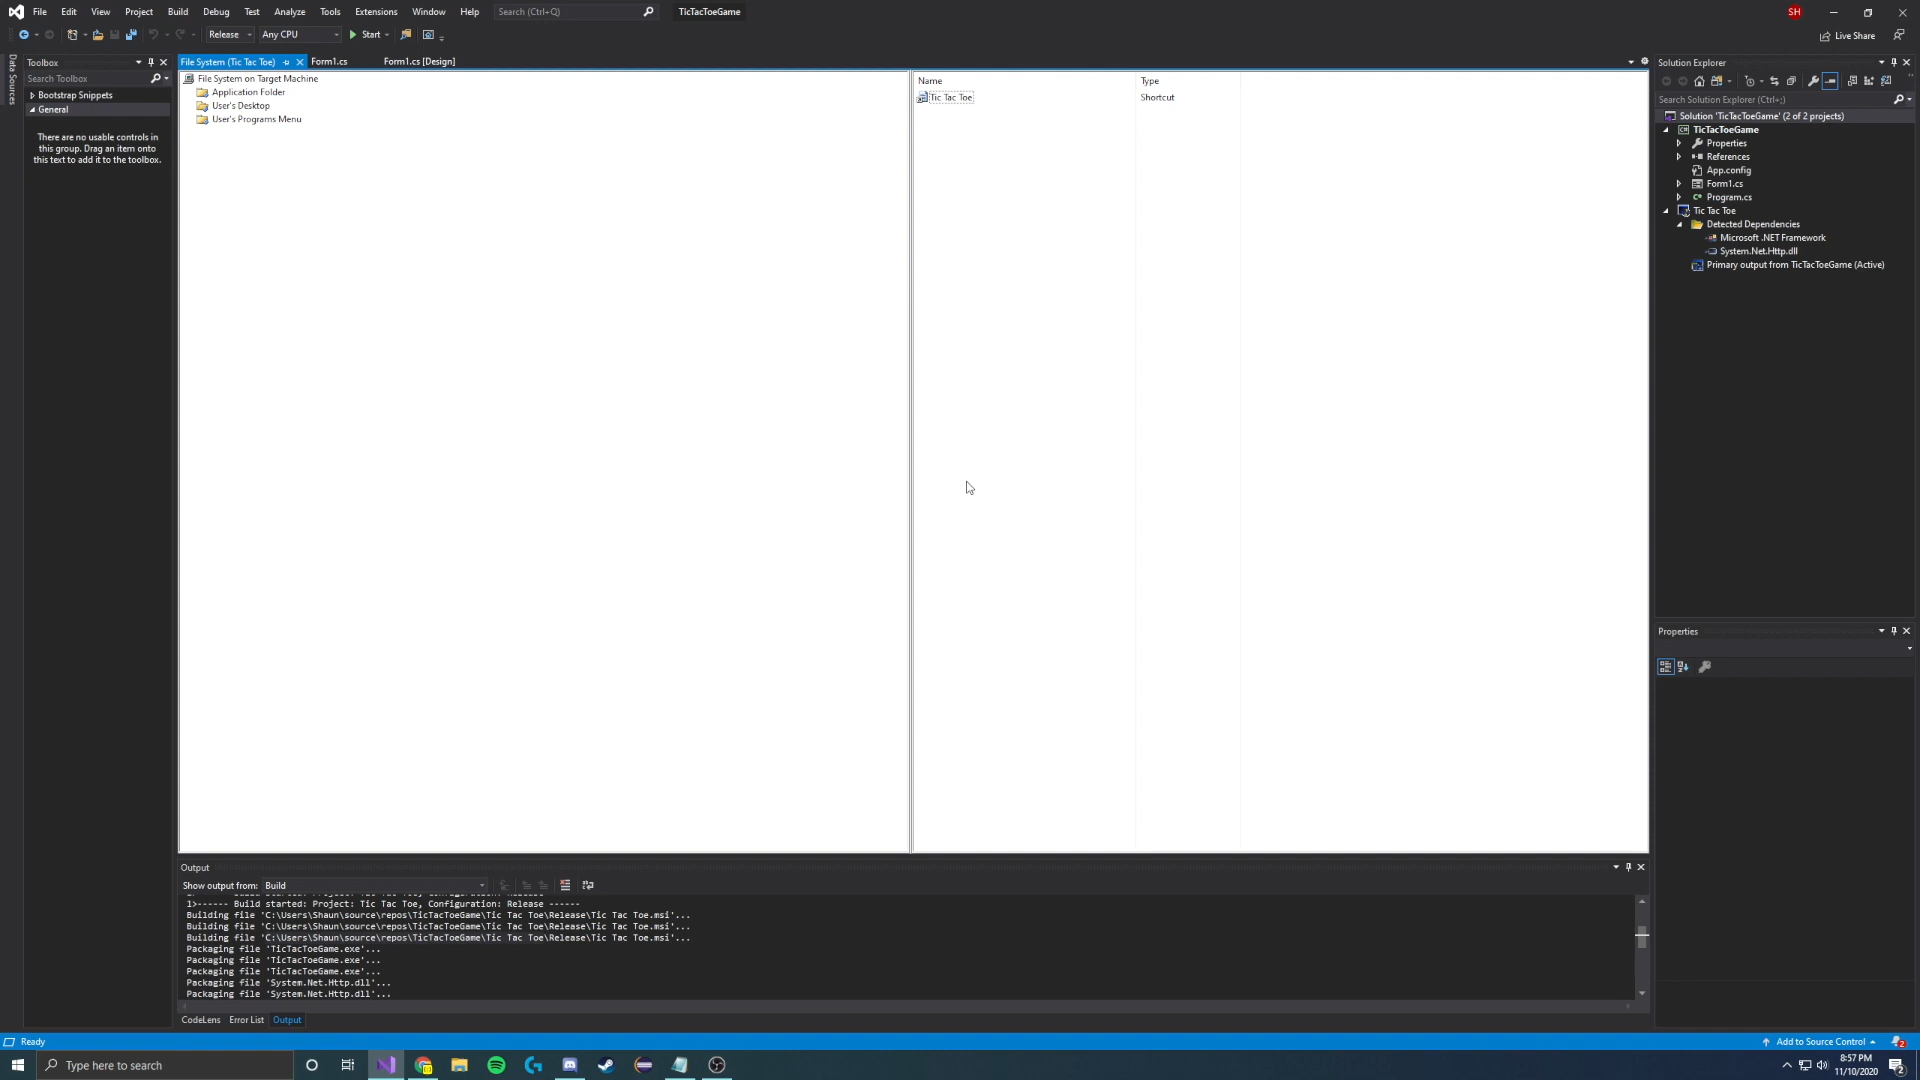 File Edit View Project Build Debug Test Analyze Tools Extensions Window Help Search (Ctrl+Q) TicTacToeGame SH
Release Any CPU Start Live Share
Data Sources
Toolbox
Search Toolbox
Bootstrap Snippets
General
There are no usable controls in
this group. Drag an item onto
this text to add it to the toolbox.
File System (Tic Tac Toe) Form1.cs Form1.cs [Design]
File System on Target Machine
Application Folder
User's Desktop
User's Programs Menu
Name Type
Tic Tac Toe Shortcut
Solution Explorer
Search Solution Explorer (Ctrl+;)
Solution 'TicTacToeGame' (2 of 2 projects)
TicTacToeGame
Properties
References
App.config
Form1.cs
Program.cs
Tic Tac Toe
Detected Dependencies
Microsoft .NET Framework
System.Net.Http.dll
Primary output from TicTacToeGame (Active)
Properties
Output
Show output from: Build
1>------ Build started: Project: Tic Tac Toe, Configuration: Release ------
Building file 'C:\Users\Shaun\source\repos\TicTacToeGame\Tic Tac Toe\Release\Tic Tac Toe.msi'...
Building file 'C:\Users\Shaun\source\repos\TicTacToeGame\Tic Tac Toe\Release\Tic Tac Toe.msi'...
Building file 'C:\Users\Shaun\source\repos\TicTacToeGame\Tic Tac Toe\Release\Tic Tac Toe.msi'...
Packaging file 'TicTacToeGame.exe'...
Packaging file 'TicTacToeGame.exe'...
Packaging file 'TicTacToeGame.exe'...
Packaging file 'System.Net.Http.dll'...
Packaging file 'System.Net.Http.dll'...
CodeLens Error List Output
Ready Add to Source Control 2
Type here to search
8:57 PM
11/10/2020
2